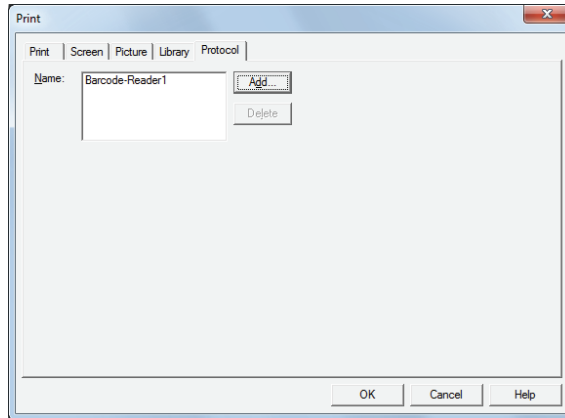 Print
Print Screen Picture Library Protocol
Name: Barcode-Reader1 Add...
Delete
OK Cancel Help